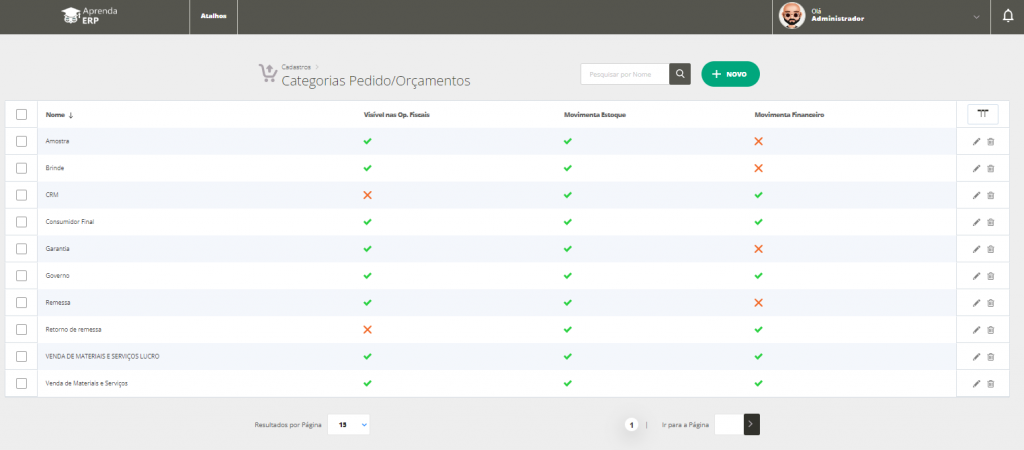 Aprenda
ERP
Atalhos
Olá
Administrador
Cadastros >
Categorias Pedido/Orçamentos
Pesquisar por Nome
+ NOVO
Nome ↓ Visível nas Op. Fiscais Movimenta Estoque Movimenta Financeiro
Amostra
Brinde
CRM
Consumidor Final
Garantia
Governo
Remessa
Retorno de remessa
VENDA DE MATERIAIS E SERVIÇOS LUCRO
Venda de Materiais e Serviços
Resultados por Página 15 1 | Ir para a Página